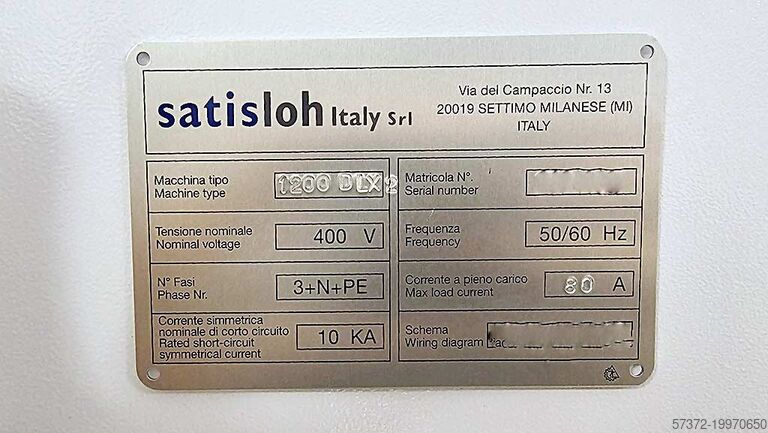 satisloh Italy Srl
Via del Campaccio Nr. 13
20019 SETTIMO MILANESE (MI)
ITALY
Macchina tipo
Machine type
1200 DLX 2
Matricola N°.
Serial number
Tensione nominale
Nominal voltage
400 V
Frequenza
Frequency
50/60 Hz
N° Fasi
Phase Nr.
3+N+PE
Corrente a pieno carico
Max load current
80 A
Corrente simmetrica
nominale di corto circuito
Rated short-circuit
symmetrical current
10 KA
Schema
Wiring diagram
57372-19970650